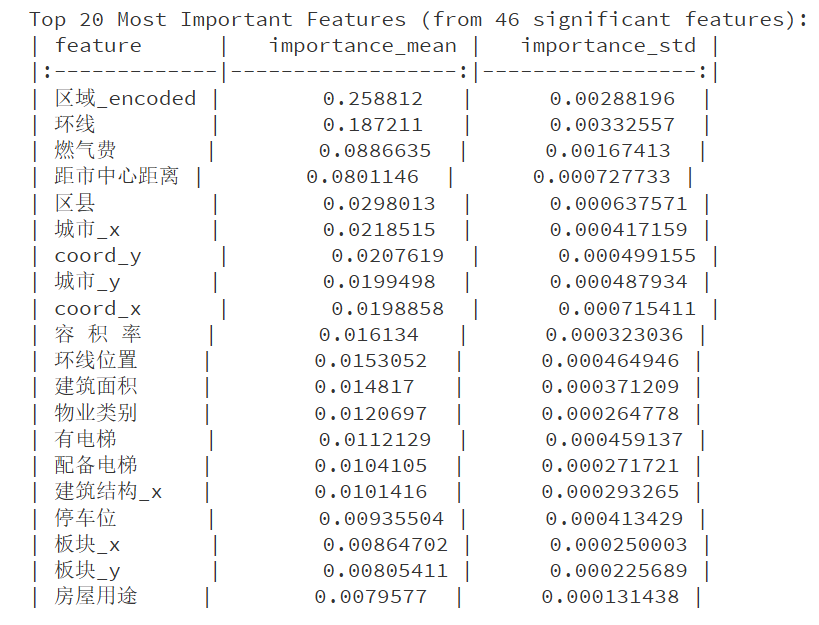 Top 20 Most Important Features (from 46 significant features):
| feature | importance_mean | importance_std |
|:-------------|------------------:|-----------------:|
| 区域_encoded | 0.258812 | 0.00288196 |
| 环线 | 0.187211 | 0.00332557 |
| 燃气费 | 0.0886635 | 0.00167413 |
| 距市中心距离 | 0.0801146 | 0.000727733 |
| 区县 | 0.0298013 | 0.000637571 |
| 城市_x | 0.0218515 | 0.000417159 |
| coord_y | 0.0207619 | 0.000499155 |
| 城市_y | 0.0199498 | 0.000487934 |
| coord_x | 0.0198858 | 0.000715411 |
| 容 积 率 | 0.016134 | 0.000323036 |
| 环线位置 | 0.0153052 | 0.000464946 |
| 建筑面积 | 0.014817 | 0.000371209 |
| 物业类别 | 0.0120697 | 0.000264778 |
| 有电梯 | 0.0112129 | 0.000459137 |
| 配备电梯 | 0.0104105 | 0.000271721 |
| 建筑结构_x | 0.0101416 | 0.000293265 |
| 停车位 | 0.00935504 | 0.000413429 |
| 板块_x | 0.00864702 | 0.000250003 |
| 板块_y | 0.00805411 | 0.000225689 |
| 房屋用途 | 0.0079577 | 0.000131438 |